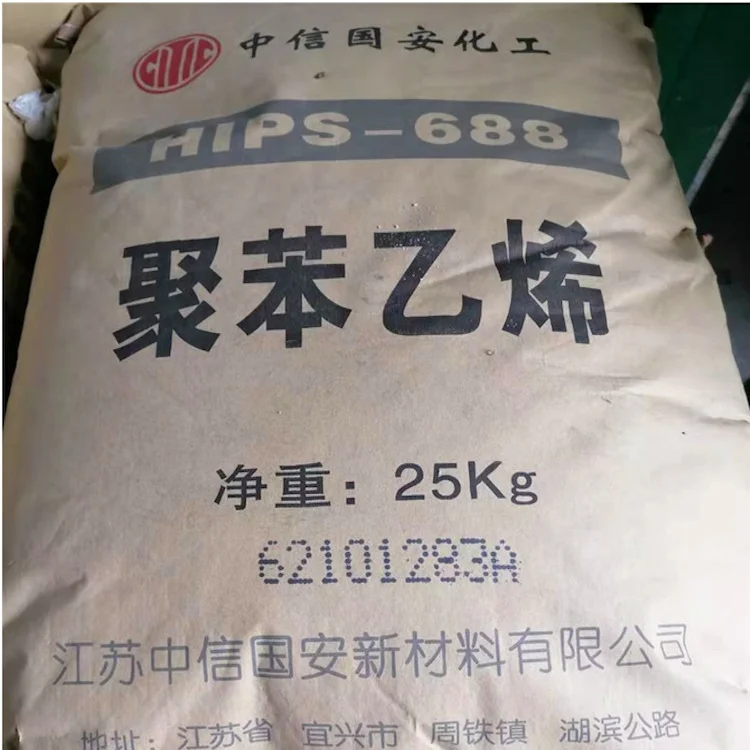 CITIC 中信国安化工
HIPS-688
聚苯乙烯
净重：25Kg
62101283A
江苏中信国安新材料有限公司
地址：江苏省 宜兴市 周铁镇 湖滨公路